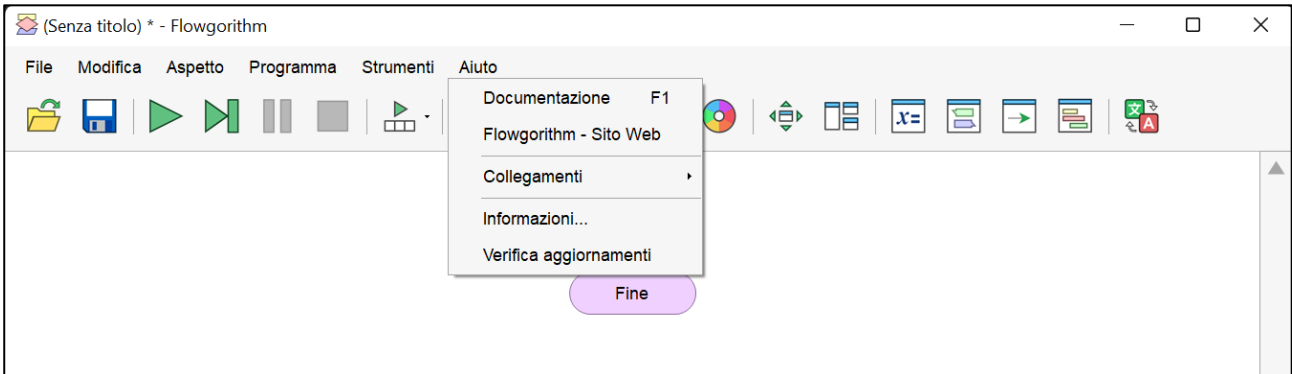 (Senza titolo) * - Flowgorithm
File Modifica Aspetto Programma Strumenti Aiuto
Documentazione F1
Flowgorithm - Sito Web
Collegamenti
Informazioni...
Verifica aggiornamenti
x=
文
A
Fine